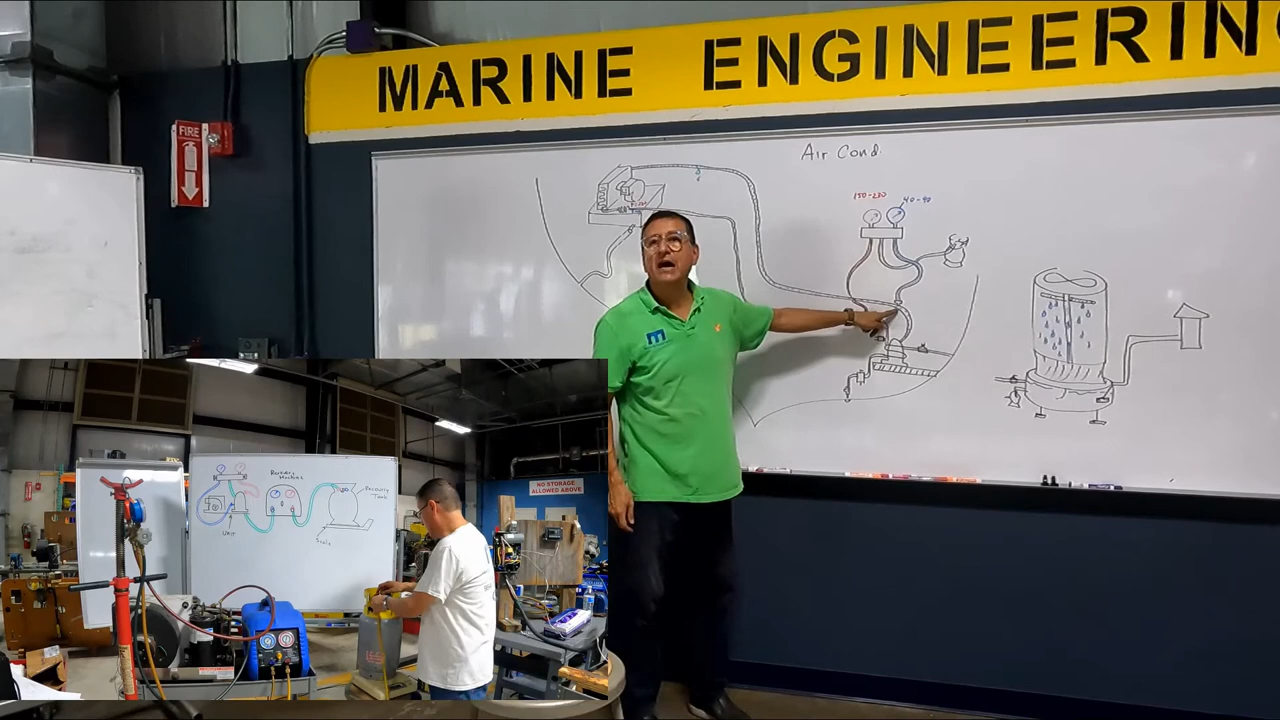 MARINE ENGINEERING
FIRE
Air Cond.
150-230
40-90
NO STORAGE
ALLOWED ABOVE
Recovery
Machine
Recovery
Tank
UNIT
Scale